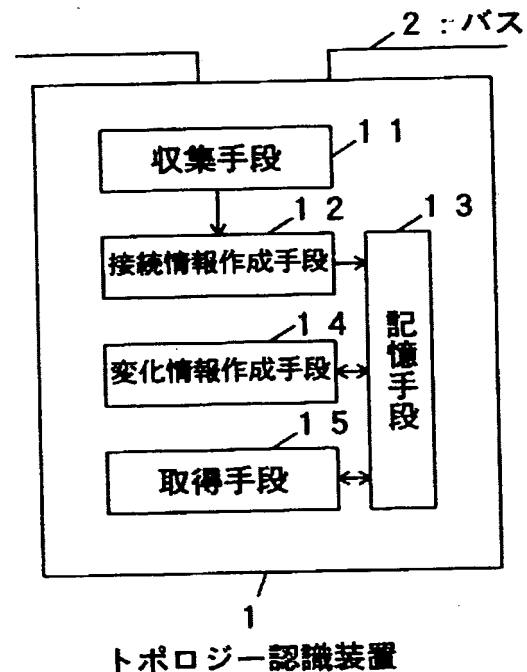 2：バス
11
収集手段
12
13
接続情報作成手段
記憶手段
14
変化情報作成手段
15
取得手段
1
トポロジー認識装置